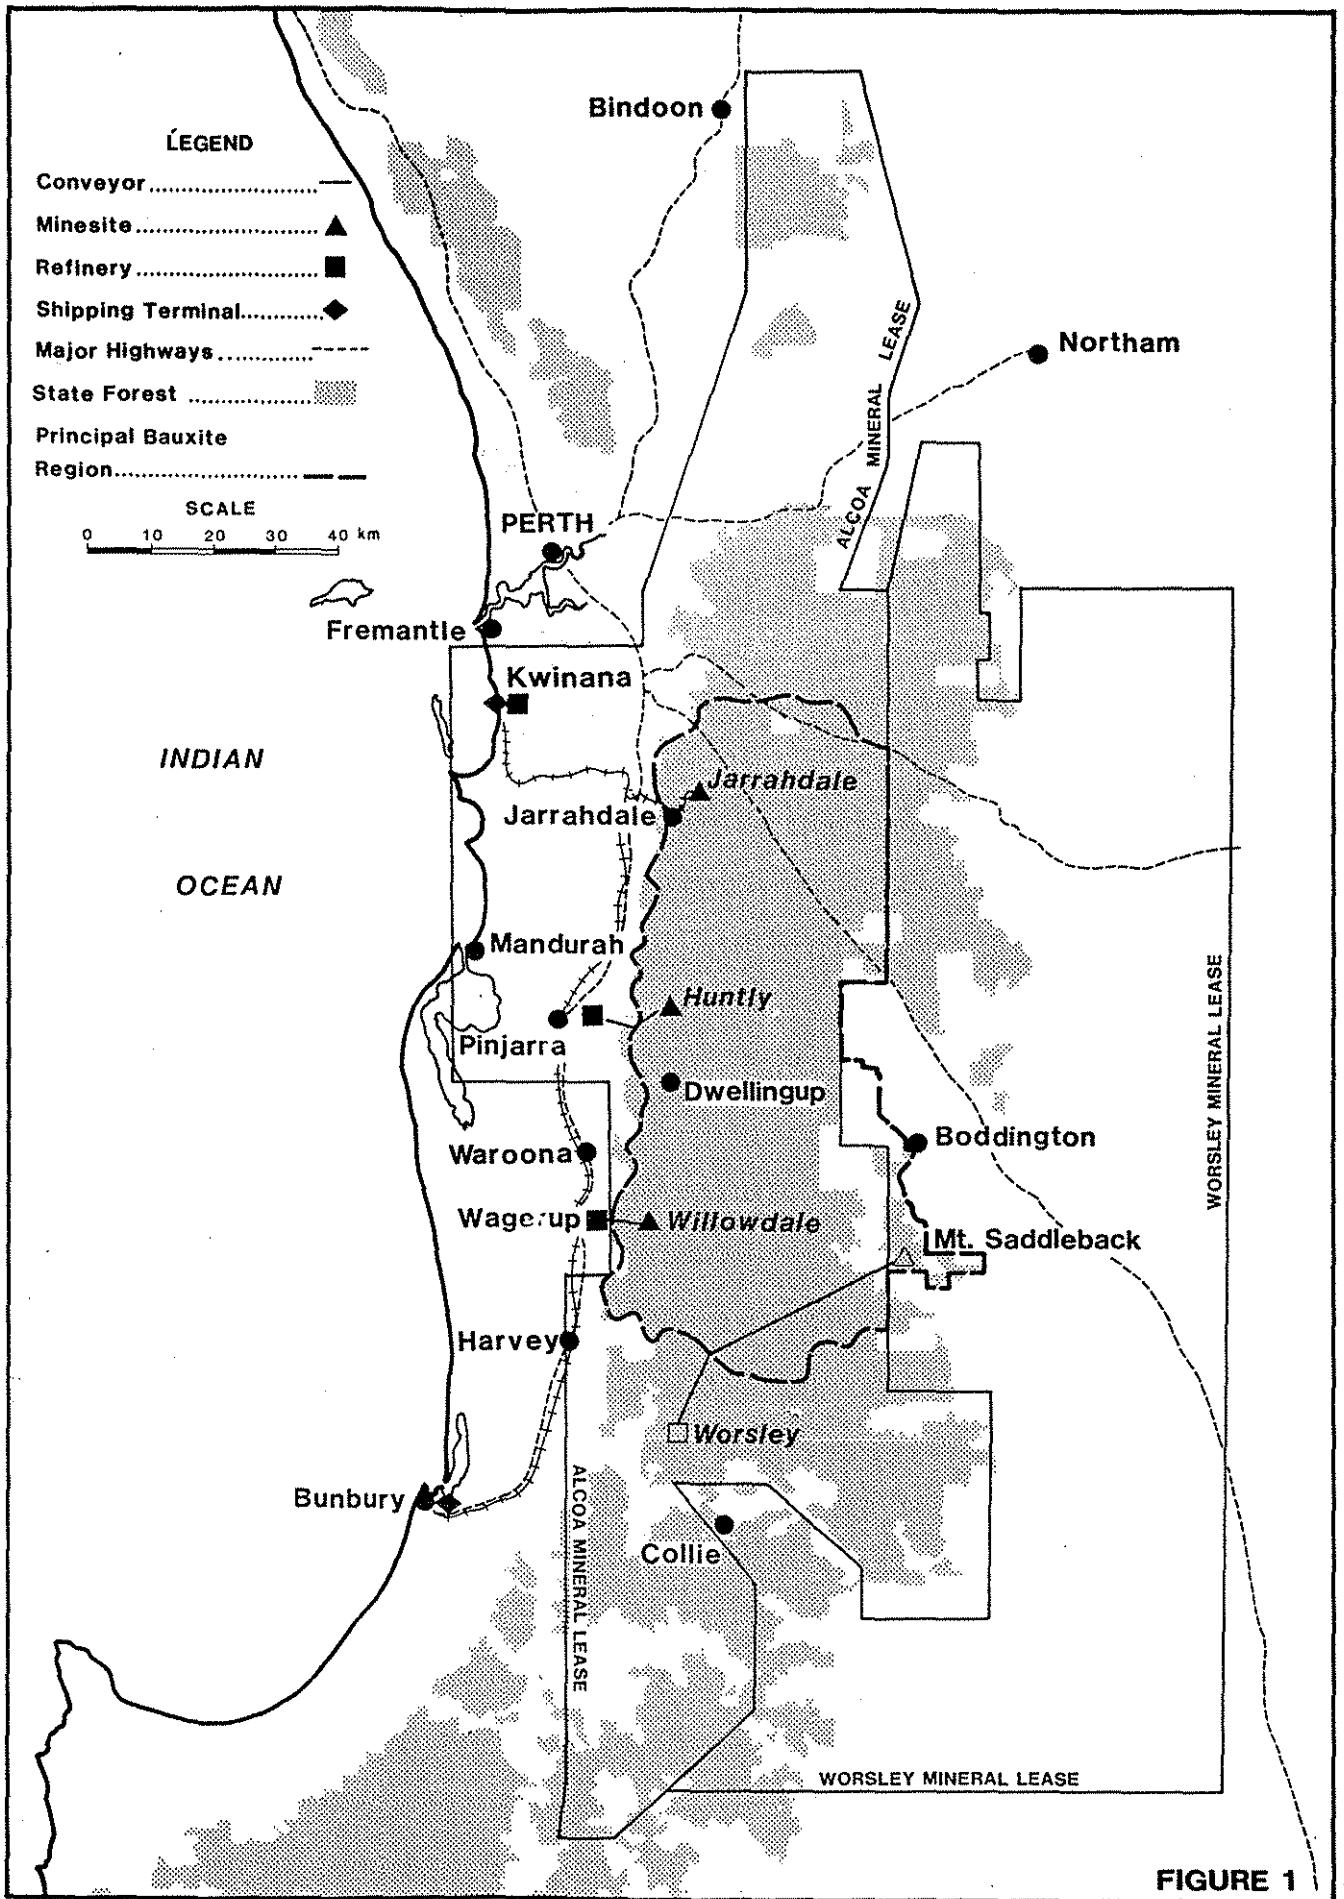 Bindoon
LEGEND
Conveyor
Minesite
Refinery
Shipping Terminal
Major Highways
State Forest
Principal Bauxite
Region
SCALE
0 10 20 30 40 km
Northam
ALCOA MINERAL LEASE
PERTH
Fremantle
Kwinana
INDIAN
OCEAN
Jarrahdale
Jarrahdale
Mandurah
Huntly
Pinjarra
Dwellingup
WORSLEY MINERAL LEASE
Boddington
Waroona
Wagerup
Willowdale
Mt. Saddleback
Harvey
Worsley
Bunbury
ALCOA MINERAL LEASE
Collie
WORSLEY MINERAL LEASE
FIGURE 1